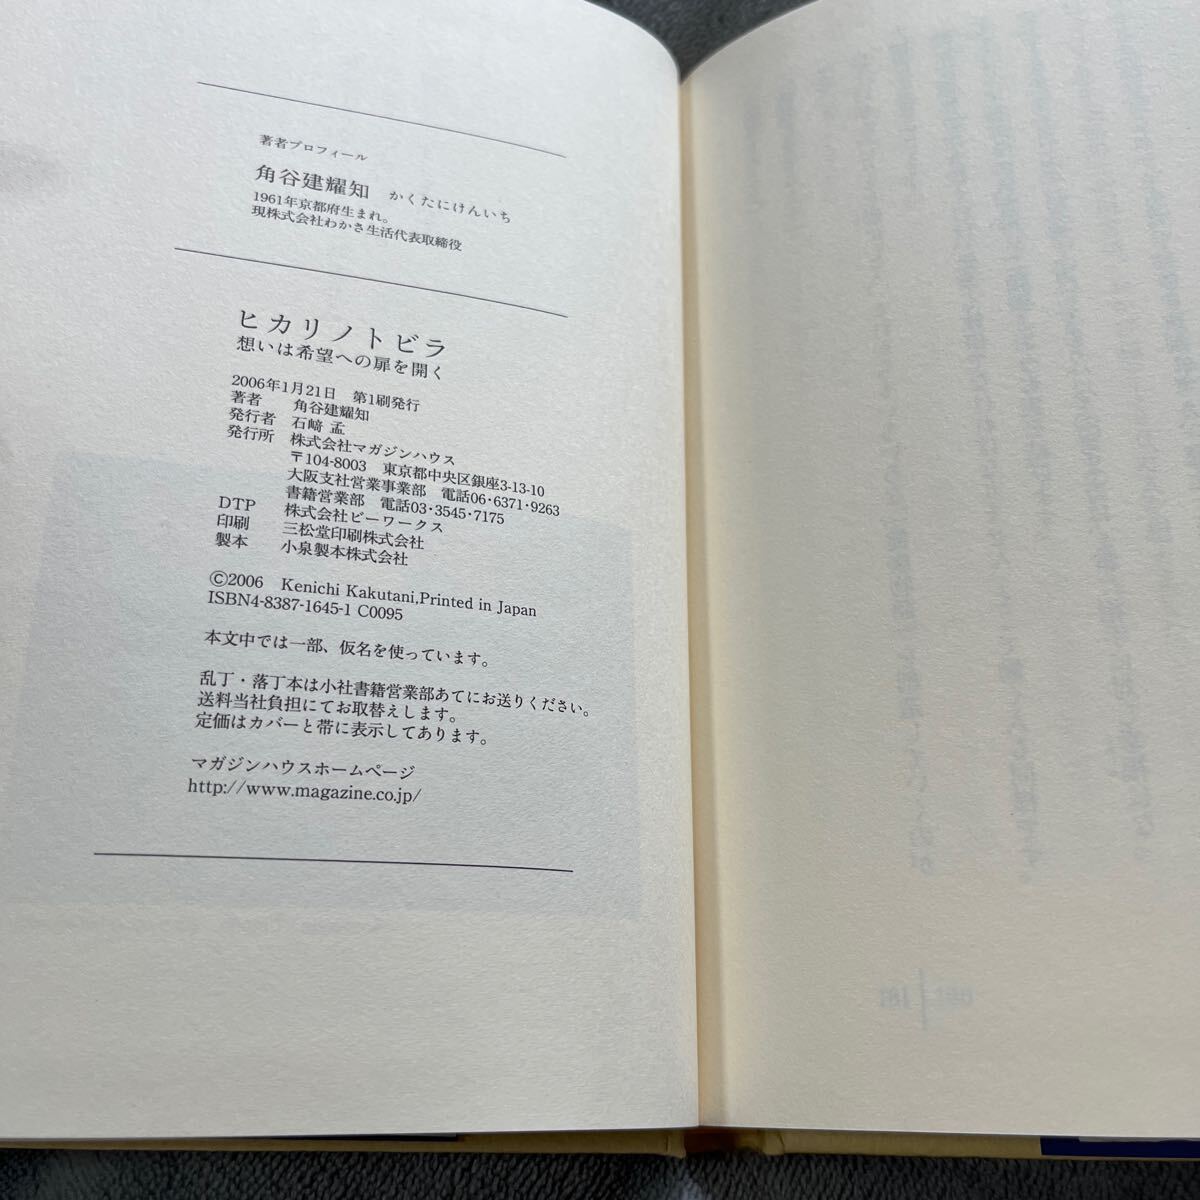 著者プロフィール
角谷建耀知 かくたにけんいち
1961年京都府生まれ。
現株式会社わかさ生活代表取締役
ヒカリノトビラ
想いは希望への扉を開く
2006年1月21日 第1刷発行
著者 角谷建耀知
発行者 石﨑 孟
発行所 株式会社マガジンハウス
〒104-8003 東京都中央区銀座3-13-10
大阪支社営業事業部 電話06・6371・9263
書籍営業部 電話03・3545・7175
DTP 株式会社ビーワークス
印刷 三松堂印刷株式会社
製本 小泉製本株式会社
©2006 Kenichi Kakutani,Printed in Japan
ISBN4-8387-1645-1 C0095
本文中では一部、仮名を使っています。
乱丁・落丁本は小社書籍営業部あてにお送りください。
送料当社負担にてお取替えします。
定価はカバーと帯に表示してあります。
マガジンハウスホームページ
http://www.magazine.co.jp/